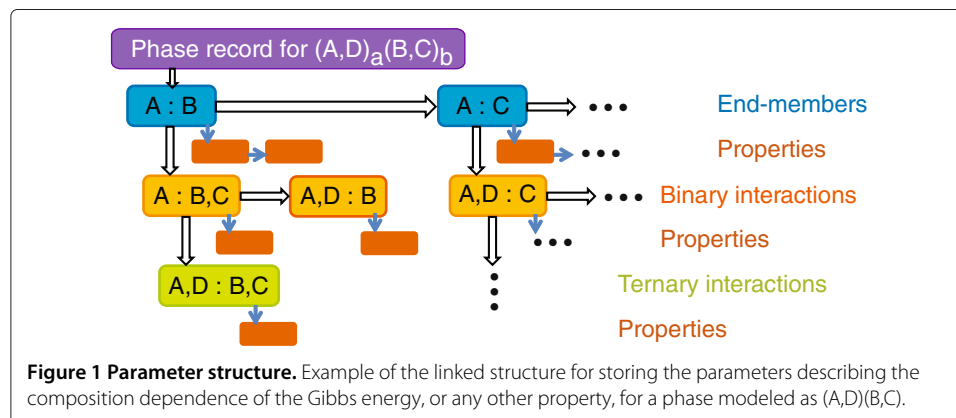 Phase record for (A,D)a(B,C)b
A : B
A : C
•••
End-members
•••
Properties
A : B,C
A,D : B
A,D : C
•••
Binary interactions
•••
Properties
A,D : B,C
Ternary interactions
Properties
Figure 1 Parameter structure. Example of the linked structure for storing the parameters describing the
composition dependence of the Gibbs energy, or any other property, for a phase modeled as (A,D)(B,C).